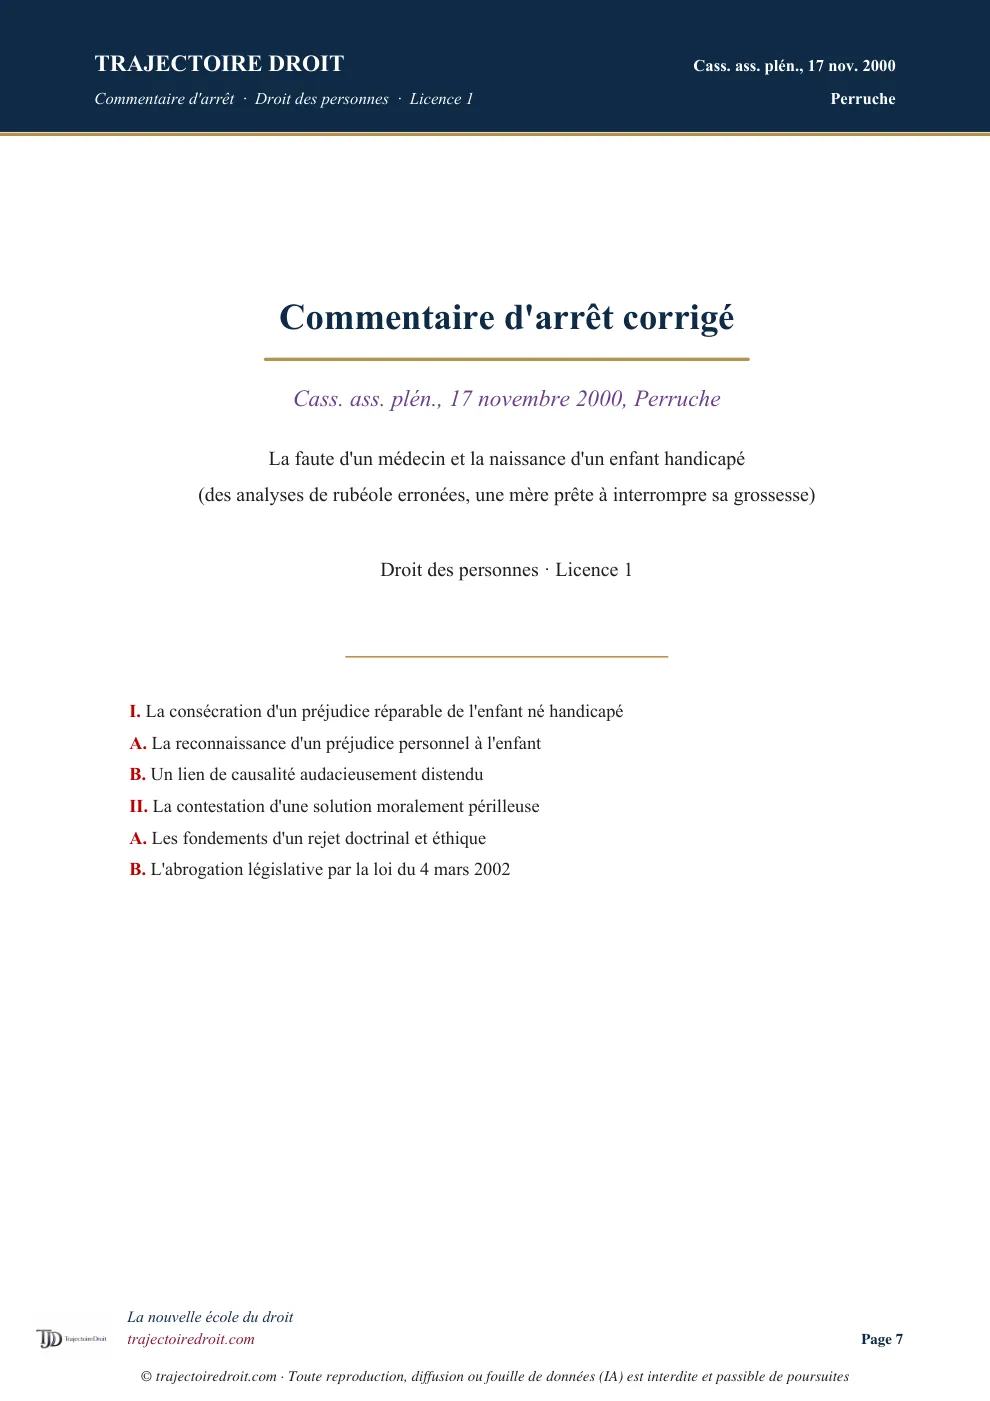 TRAJECTOIRE DROIT
Cass. ass. plén., 17 nov. 2000
Commentaire d'arrêt · Droit des personnes · Licence 1
Perruche
Commentaire d'arrêt corrigé
Cass. ass. plén., 17 novembre 2000, Perruche
La faute d'un médecin et la naissance d'un enfant handicapé
(des analyses de rubéole erronées, une mère prête à interrompre sa grossesse)
Droit des personnes · Licence 1
I. La consécration d'un préjudice réparable de l'enfant né handicapé
A. La reconnaissance d'un préjudice personnel à l'enfant
B. Un lien de causalité audacieusement distendu
II. La contestation d'une solution moralement périlleuse
A. Les fondements d'un rejet doctrinal et éthique
B. L'abrogation législative par la loi du 4 mars 2002
La nouvelle école du droit
TJD TrajectoireDroit
trajectoiredroit.com
Page 7
© trajectoiredroit.com · Toute reproduction, diffusion ou fouille de données (IA) est interdite et passible de poursuites